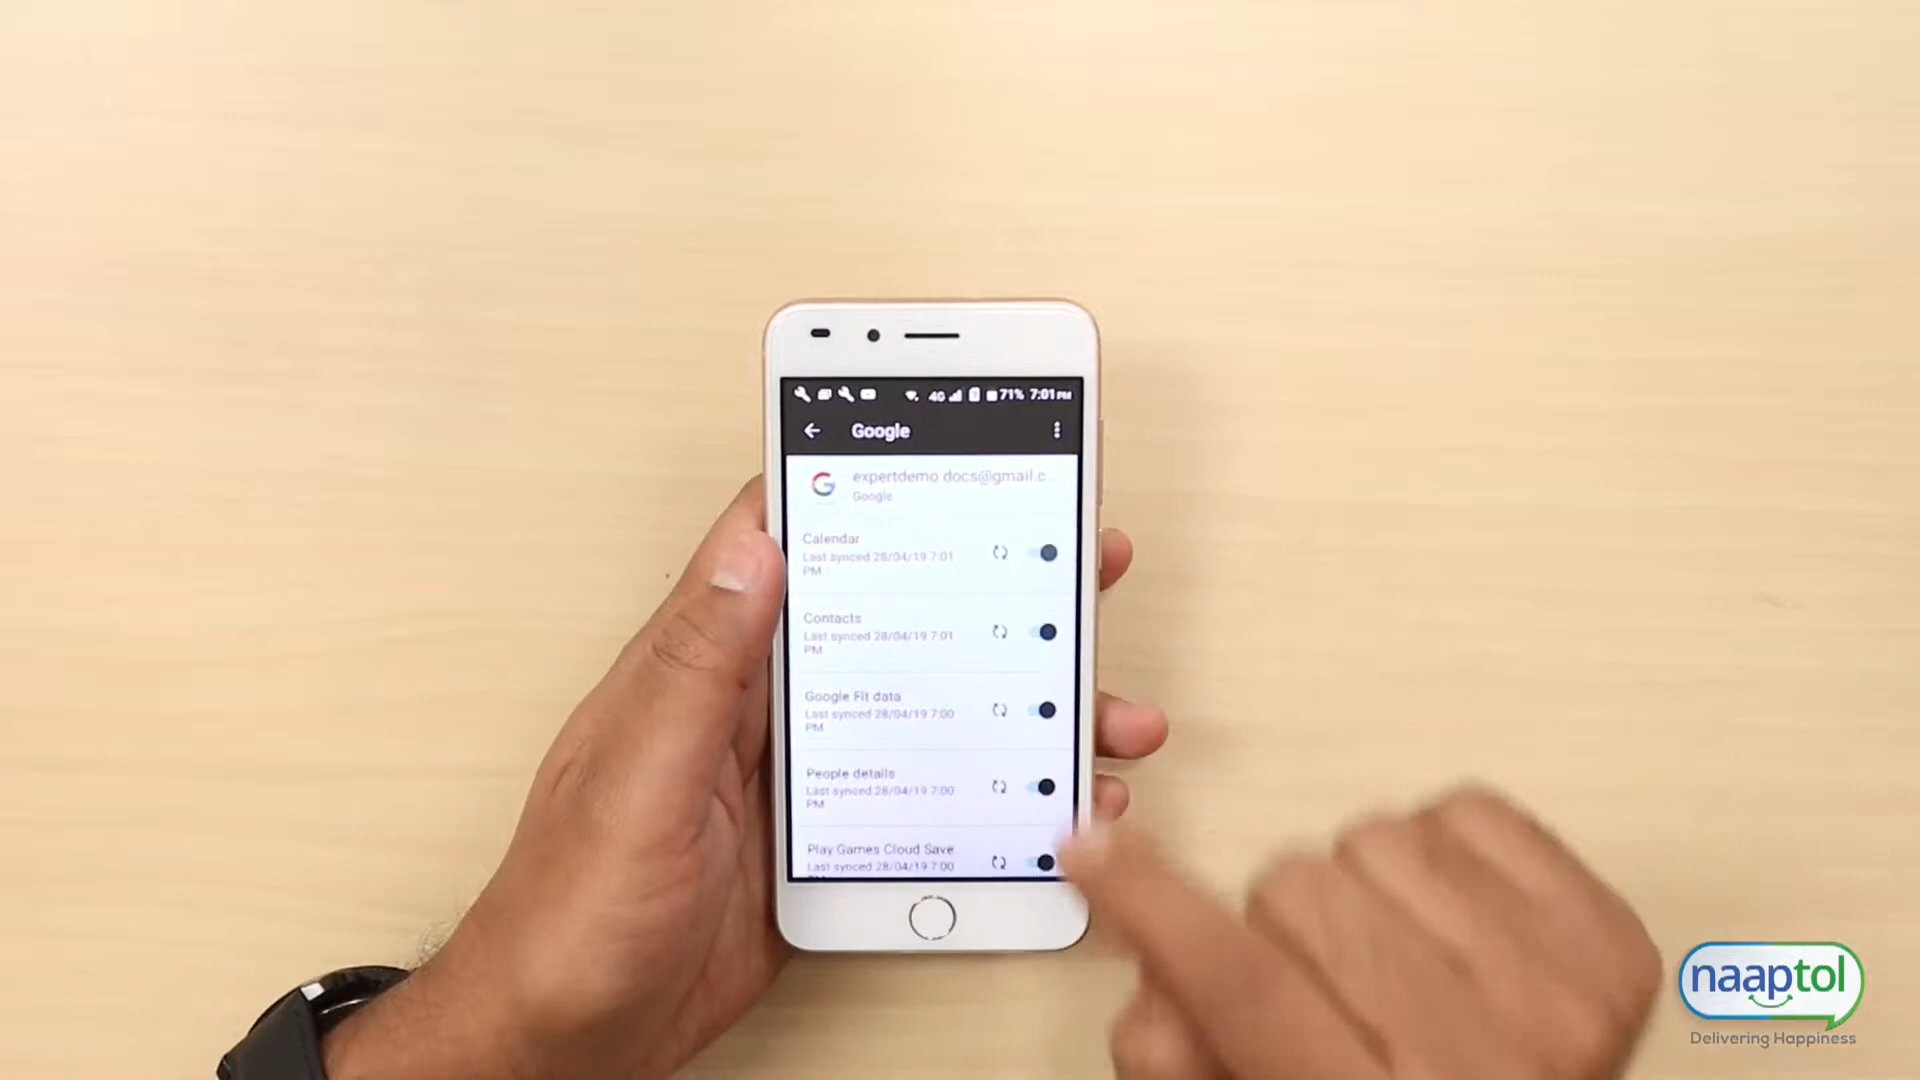 4G 71% 7:01 PM
Google
expertdemo.docs@gmail.c...
Google
Calendar
Last synced 28/04/19 7:01
PM
Contacts
Last synced 28/04/19 7:01
PM
Google Fit data
Last synced 28/04/19 7:00
PM
People details
Last synced 28/04/19 7:00
PM
Play Games Cloud Save
Last synced 28/04/19 7:00
naaptol
Delivering Happiness